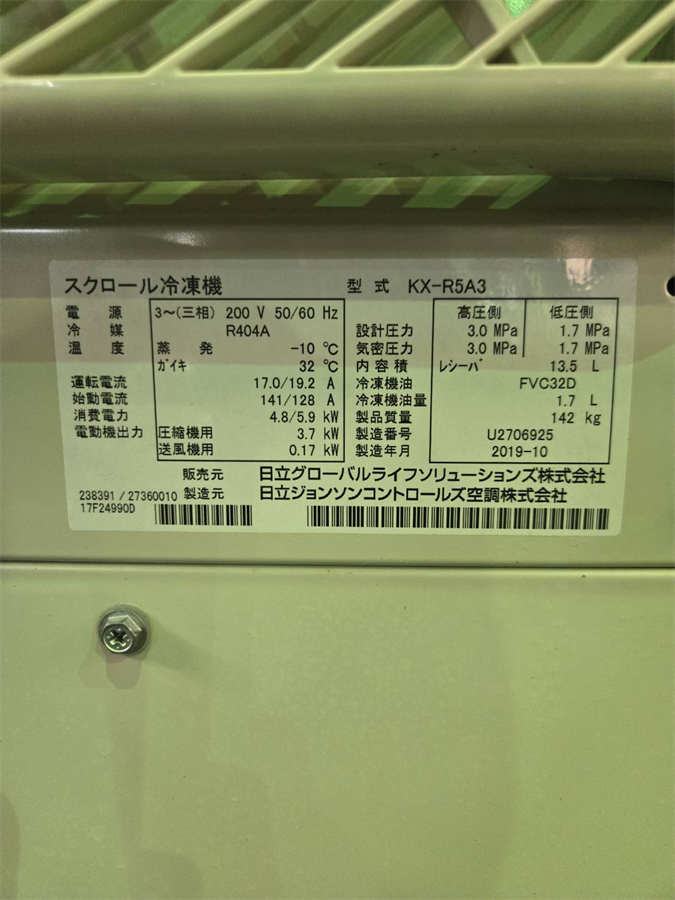 スクロール冷凍機 型式 KX-R5A3
電源 3～(三相) 200 V 50/60 Hz
冷媒 R404A
温度 蒸発 -10 ℃
ガイキ 32 ℃
運転電流 17.0/19.2 A
始動電流 141/128 A
消費電力 4.8/5.9 kW
電動機出力 圧縮機用 3.7 kW
送風機用 0.17 kW
高圧側 低圧側
設計圧力 3.0 MPa 1.7 MPa
気密圧力 3.0 MPa 1.7 MPa
内容積 レシーバ 13.5 L
冷凍機油 FVC32D
冷凍機油量 1.7 L
製品質量 142 kg
製造番号 U2706925
製造年月 2019-10
販売元 日立グローバルライフソリューションズ株式会社
238391 / 27360010 製造元 日立ジョンソンコントロールズ空調株式会社
17F24990D